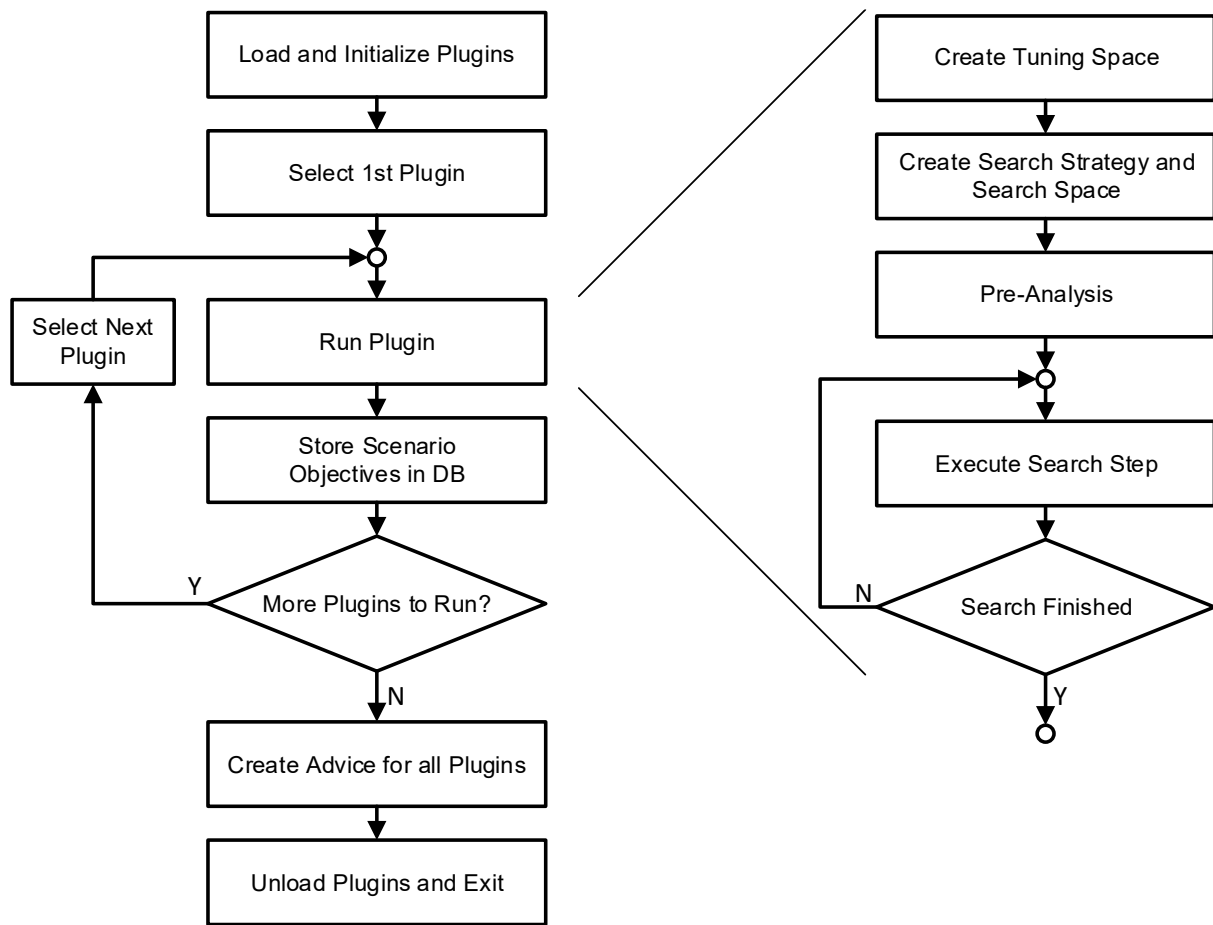 Load and Initialize Plugins
Select 1st Plugin
Select Next
Plugin
Run Plugin
Store Scenario
Objectives in DB
Y
More Plugins to Run?
N
Create Advice for all Plugins
Unload Plugins and Exit
Create Tuning Space
Create Search Strategy and
Search Space
Pre-Analysis
Execute Search Step
N
Search Finished
Y